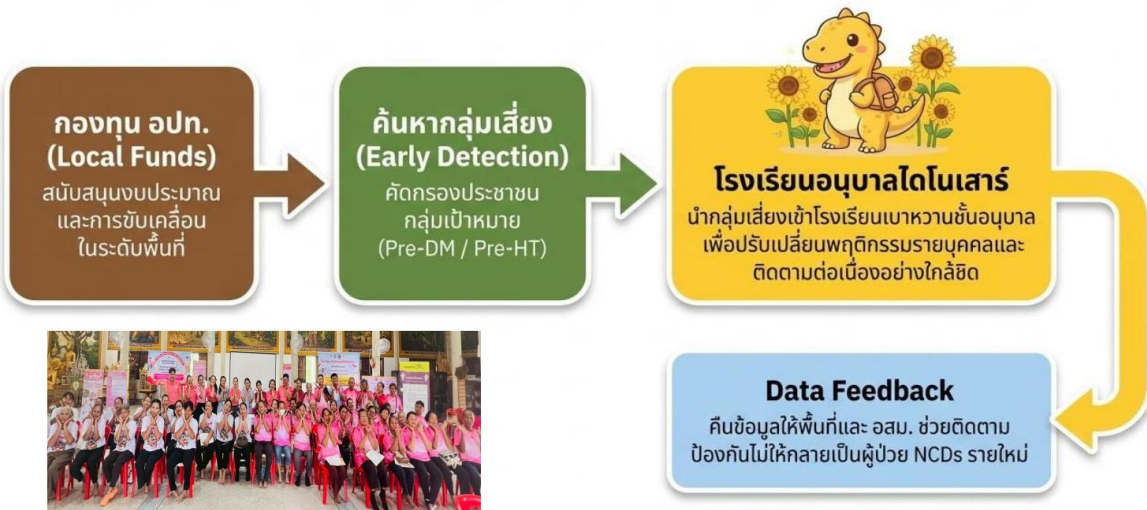 กองทุน อปท.
(Local Funds)
สนับสนุนงบประมาณ
และการขับเคลื่อน
ในระดับพื้นที่
ค้นหากลุ่มเสี่ยง
(Early Detection)
คัดกรองประชาชน
กลุ่มเป้าหมาย
(Pre-DM / Pre-HT)
โรงเรียนอนุบาลไดโนเสาร์
นำกลุ่มเสี่ยงเข้าโรงเรียนเบาหวานชั้นอนุบาล
เพื่อปรับเปลี่ยนพฤติกรรมรายบุคคลและ
ติดตามต่อเนื่องอย่างใกล้ชิด
Data Feedback
คืนข้อมูลให้พื้นที่และ อสม. ช่วยติดตาม
ป้องกันไม่ให้กลายเป็นผู้ป่วย NCDs รายใหม่